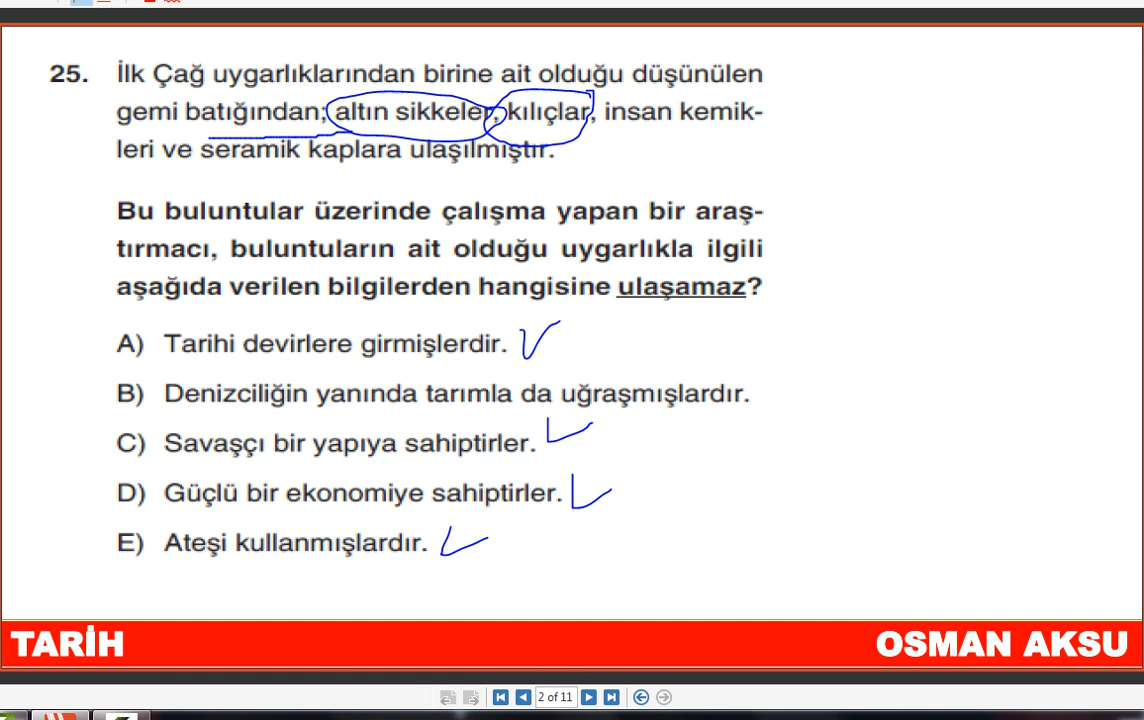 25. İlk Çağ uygarlıklarından birine ait olduğu düşünülen
gemi batığından; altın sikkeler, kılıçlar, insan kemik-
leri ve seramik kaplara ulaşılmıştır.
Bu buluntular üzerinde çalışma yapan bir araş-
tırmacı, buluntuların ait olduğu uygarlıkla ilgili
aşağıda verilen bilgilerden hangisine ulaşamaz?
A) Tarihi devirlere girmişlerdir.
B) Denizciliğin yanında tarımla da uğraşmışlardır.
C) Savaşçı bir yapıya sahiptirler.
D) Güçlü bir ekonomiye sahiptirler.
E) Ateşi kullanmışlardır.
TARİH OSMAN AKSU
2 of 11